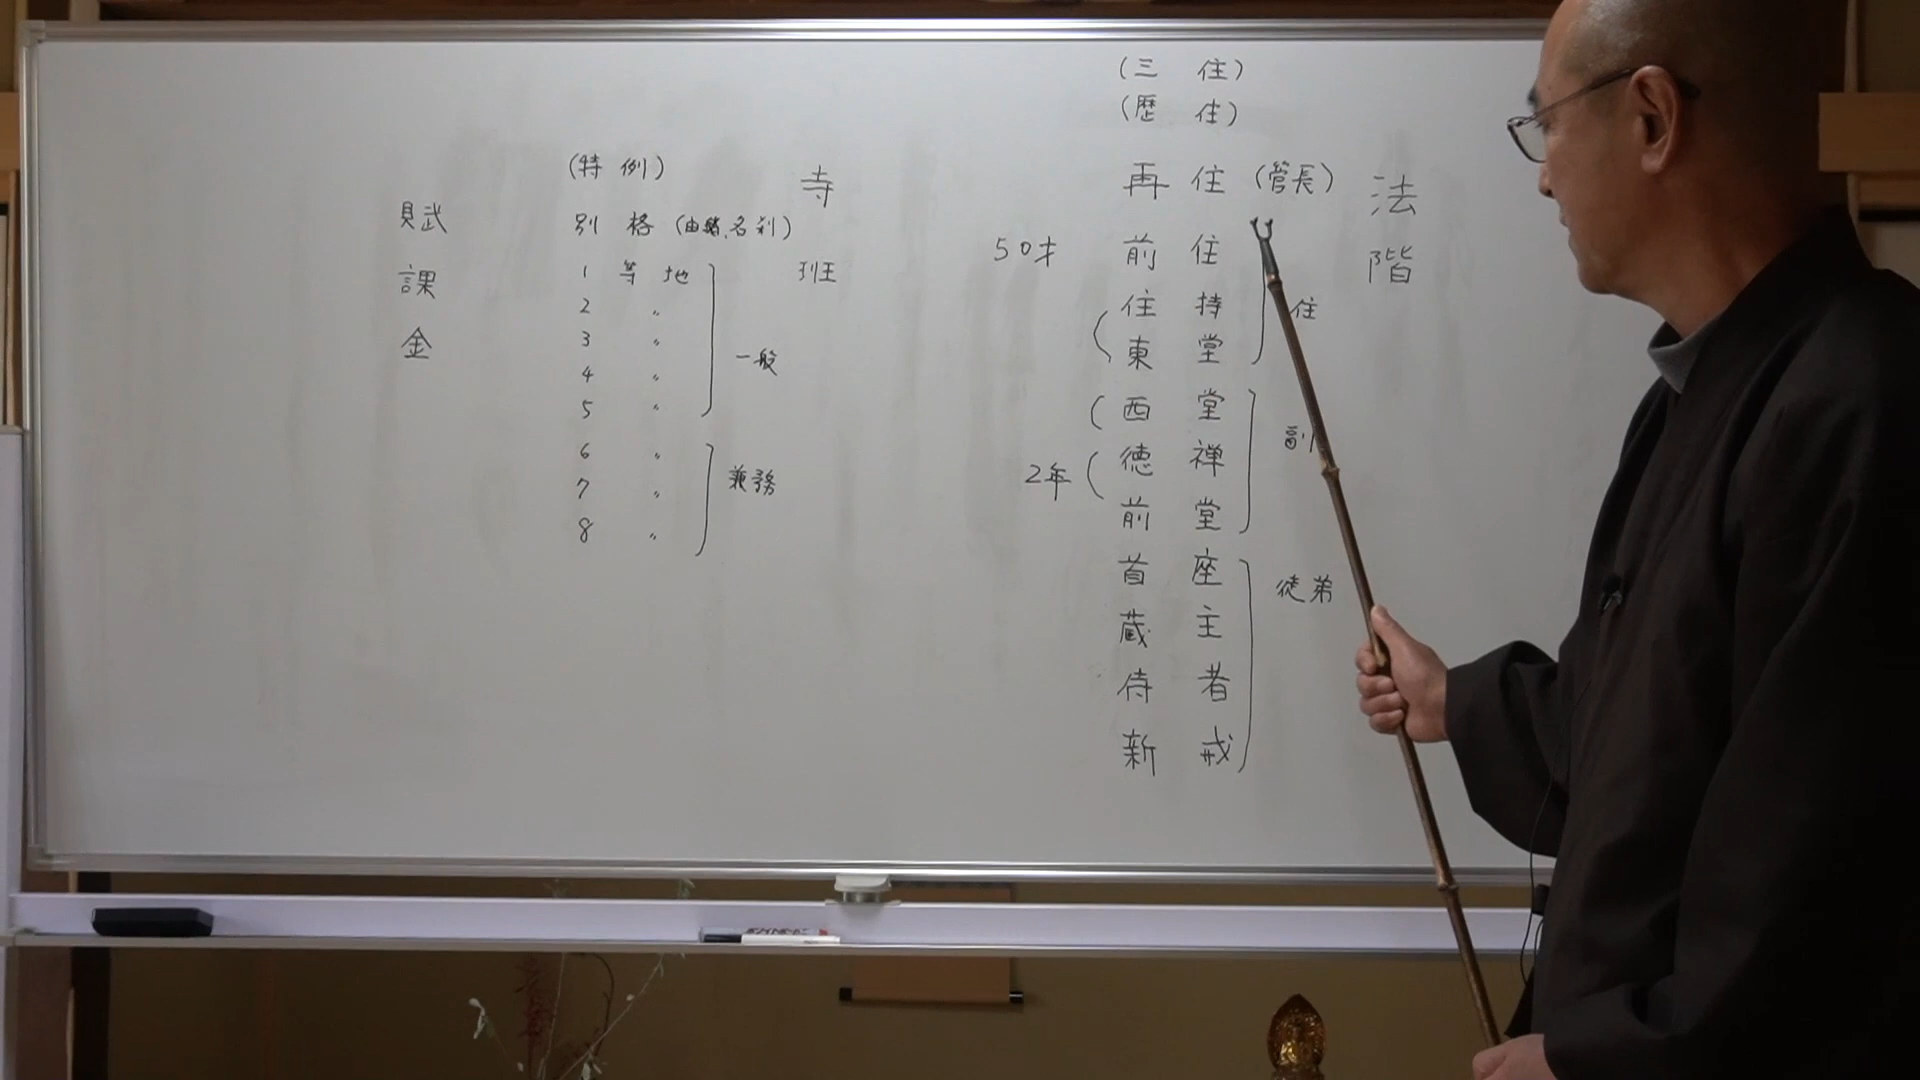 法階
(三 住)
(歴 住)
再 住 (管長)
50才 前 住
住 持
東 堂
住
西 堂
徳 禅
前 堂
2年
副
首 座
蔵 主
侍 者
新 戒
徒弟
寺班
(特 例)
別 格 (由緒、名刹)
1 等 地
2 〃
3 〃
4 〃
5 〃
一般
6 〃
7 〃
8 〃
兼務
賦課金